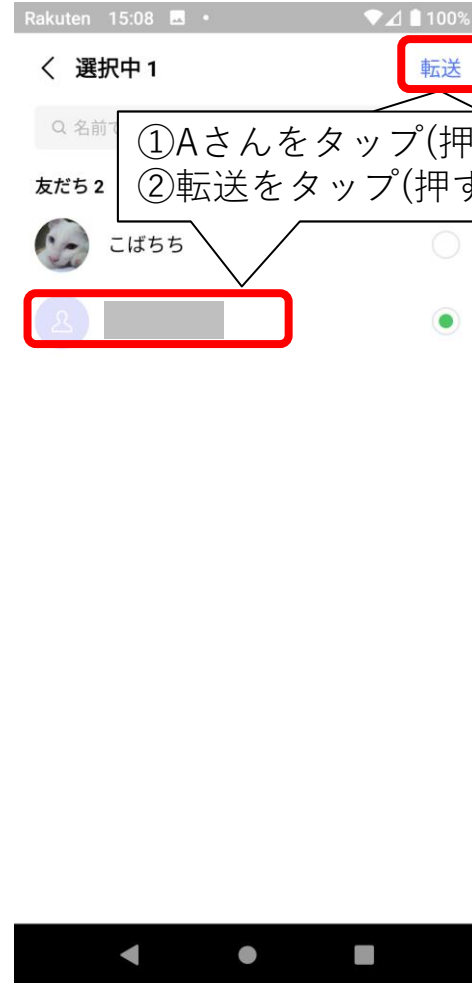 Rakuten 15:08 100%
選択中 1
転送
名前で
①Aさんをタップ(押
②転送をタップ(押す
友だち 2
こばちち